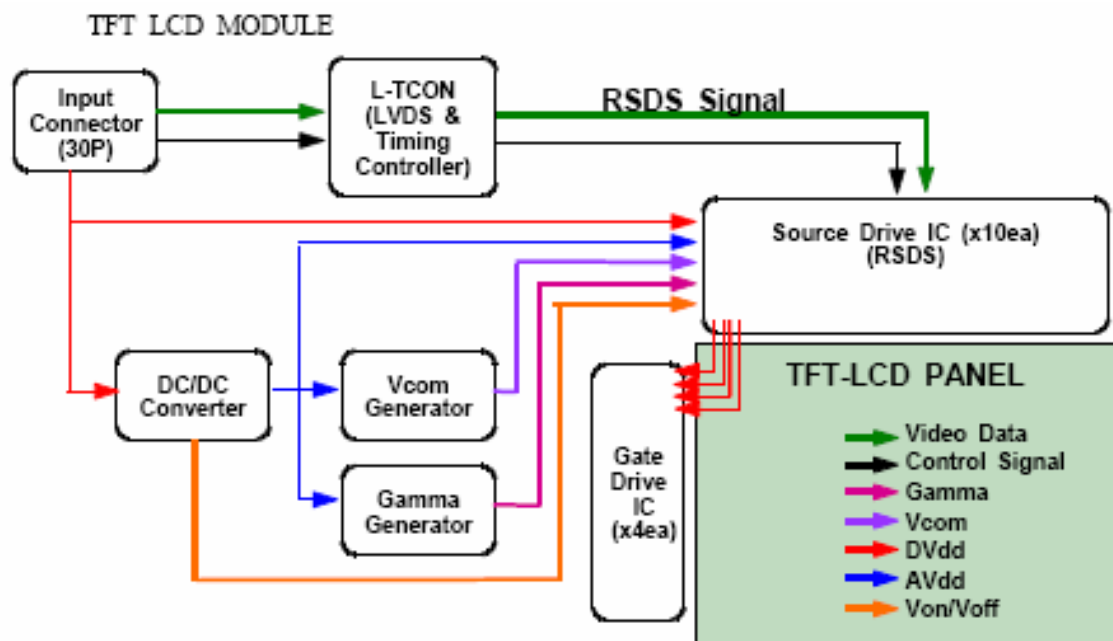 TFT LCD MODULE
Input
Connector
(30P)
L-TCON
(LVDS &
Timing
Controller)
RSDS Signal
Source Drive IC (x10ea)
(RSDS)
DC/DC
Converter
Vcom
Generator
Gamma
Generator
Gate
Drive
IC
(x4ea)
TFT-LCD PANEL
Video Data
Control Signal
Gamma
Vcom
DVdd
AVdd
Von/Voff